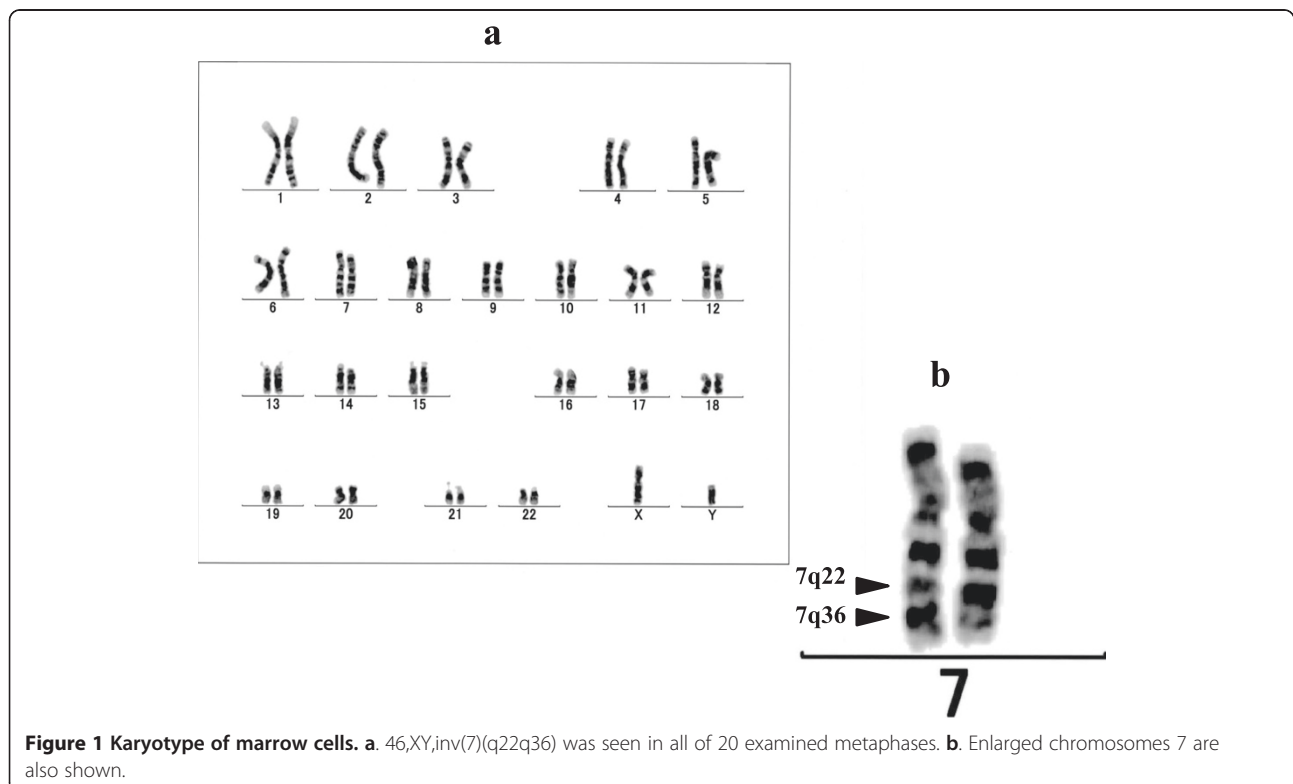 a
1 2 3 4 5
6 7 8 9 10 11 12
13 14 15 16 17 18
19 20 21 22 X Y
b
7q22
7q36
7
Figure 1 Karyotype of marrow cells. a. 46,XY,inv(7)(q22q36) was seen in all of 20 examined metaphases. b. Enlarged chromosomes 7 are
also shown.